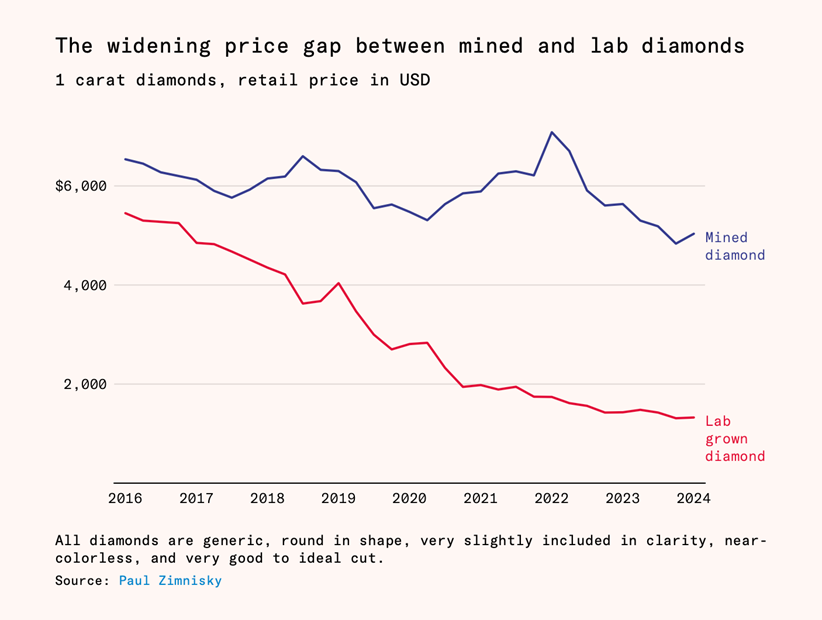 The widening price gap between mined and lab diamonds
1 carat diamonds, retail price in USD
$6,000
Mined
diamond
4,000
2,000
Lab
grown
diamond
2016 2017 2018 2019 2020 2021 2022 2023 2024
All diamonds are generic, round in shape, very slightly included in clarity, near-
colorless, and very good to ideal cut.
Source: Paul Zimnisky